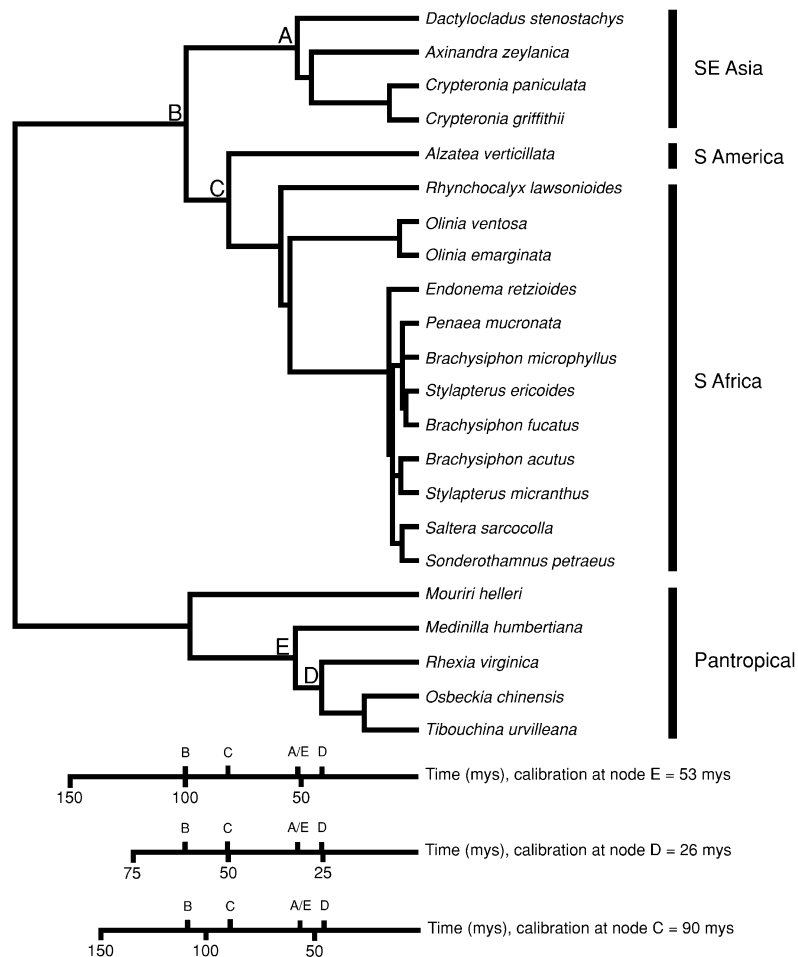 A
Dactylocladus stenostachys
Axinandra zeylanica
SE Asia
Crypteronia paniculata
B
Crypteronia griffithii
Alzatea verticillata
S America
C
Rhynchocalyx lawsonioides
Olinia ventosa
Olinia emarginata
Endonema retzioides
Penaea mucronata
Brachysiphon microphyllus
S Africa
Stylapterus ericoides
Brachysiphon fucatus
Brachysiphon acutus
Stylapterus micranthus
Saltera sarcocolla
Sonderothamnus petraeus
Mouriri helleri
Medinilla humbertiana
E
Rhexia virginica
Pantropical
D
Osbeckia chinensis
Tibouchina urvilleana
B C A/E D
Time (mys), calibration at node E = 53 mys
150 100 50
B C A/E D
Time (mys), calibration at node D = 26 mys
75 50 25
B C A/E D
Time (mys), calibration at node C = 90 mys
150 100 50